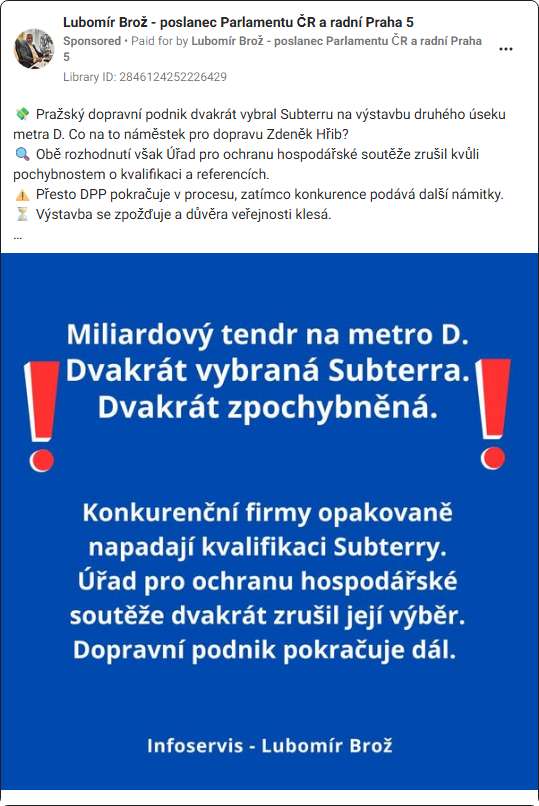 Lubomír Brož - poslanec Parlamentu ČR a radní Praha 5
Sponsored • Paid for by Lubomír Brož - poslanec Parlamentu ČR a radní Praha
5
Library ID: 2846124252226429
💸 Pražský dopravní podnik dvakrát vybral Subterru na výstavbu druhého úseku
metra D. Co na to náměstek pro dopravu Zdeněk Hřib?
🔍 Obě rozhodnutí však Úřad pro ochranu hospodářské soutěže zrušil kvůli
pochybnostem o kvalifikaci a referencích.
⚠️ Přesto DPP pokračuje v procesu, zatímco konkurence podává další námitky.
⏳ Výstavba se zpožďuje a důvěra veřejnosti klesá.
...
Miliardový tendr na metro D.
Dvakrát vybraná Subterra.
Dvakrát zpochybněná.
Konkurenční firmy opakovaně
napadají kvalifikaci Subterry.
Úřad pro ochranu hospodářské
soutěže dvakrát zrušil její výběr.
Dopravní podnik pokračuje dál.
Infoservis - Lubomír Brož